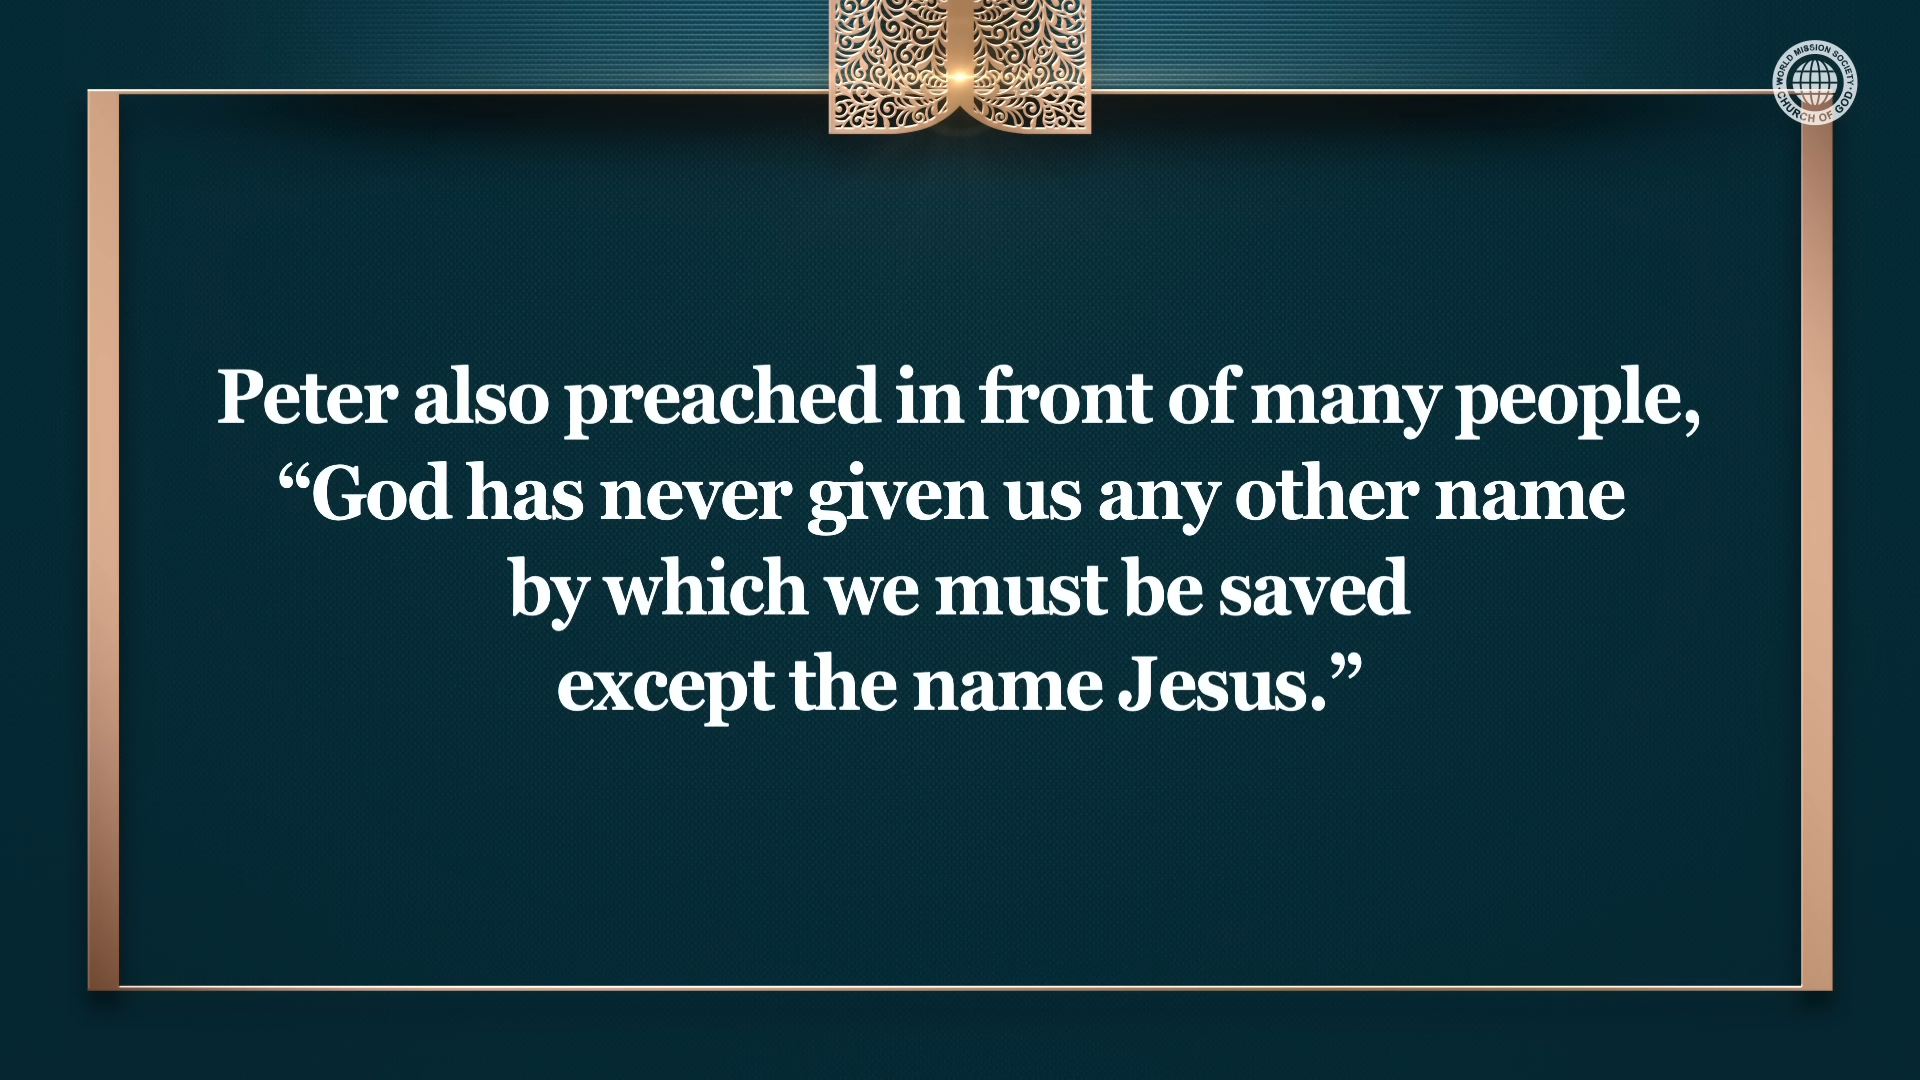 WORLD MISSION SOCIETY
CHURCH OF GOD
Peter also preached in front of many people,
“God has never given us any other name
by which we must be saved
except the name Jesus.”